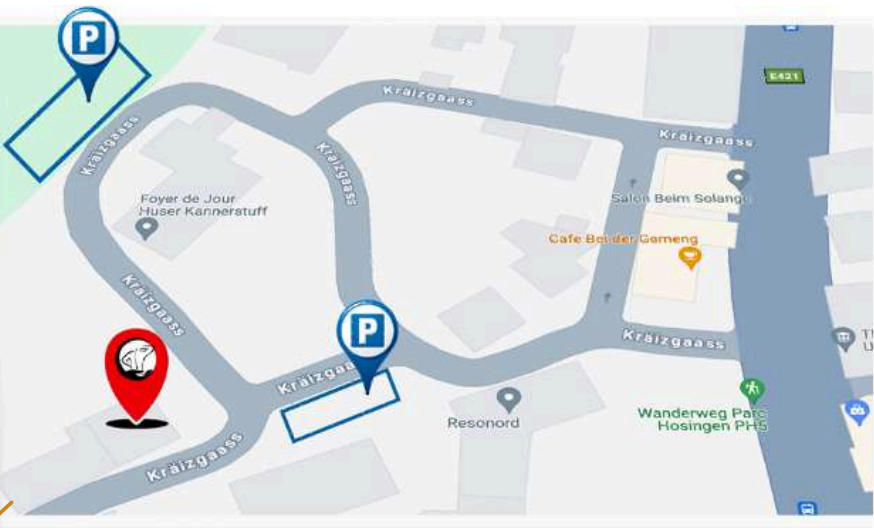 P
E421
Kräizgaass
Kräizgaass
Kräizgaass
Kräizgaass
Salon Beim Solange
Foyer de Jour
Huser Kannerstuff
Cafe Bei der Gemeng
Kräizgaass
P
Kräizgaass
Kräizgaass
Resonord
Wanderweg Parc
Hosingen PH5
Kräizgaass